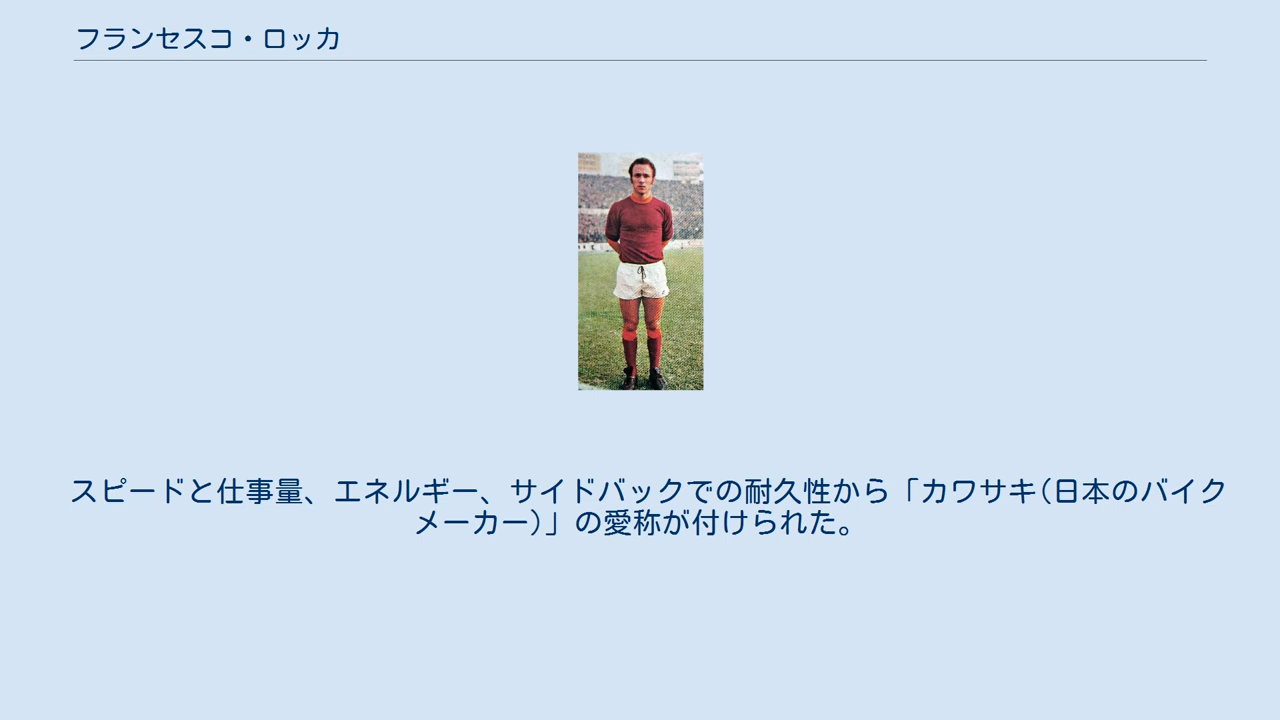 フランセスコ・ロッカ
スピードと仕事量、エネルギー、サイドバックでの耐久性から「カワサキ(日本のバイク
メーカー)」の愛称が付けられた。